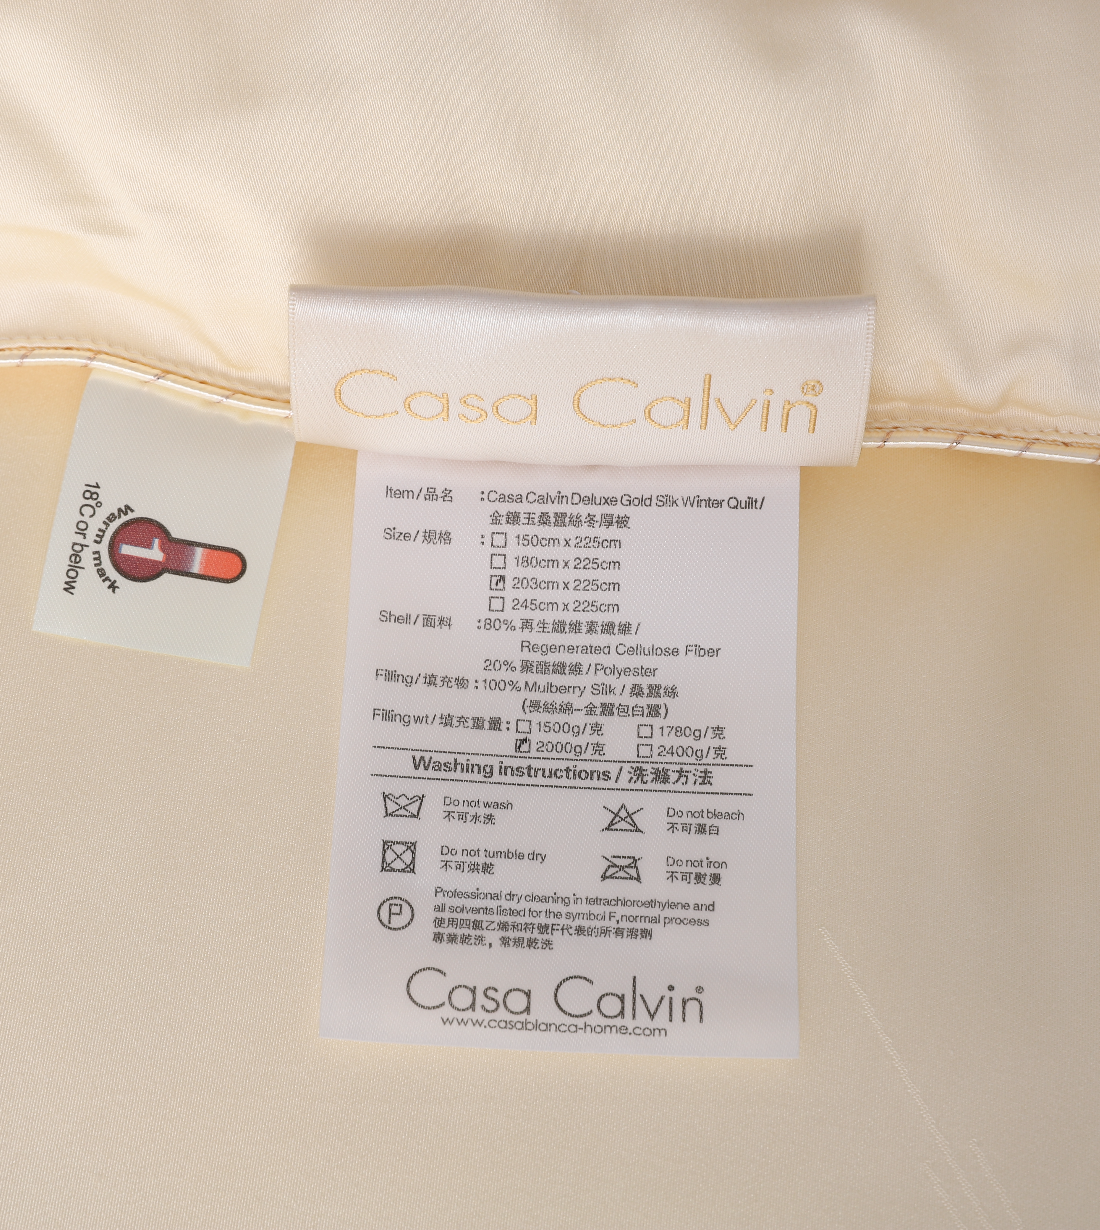 Casa Calvin®
Item/品名 :Casa Calvin Deluxe Gold Silk Winter Quilt/
金鑲玉桑蠶絲冬厚被
Size/規格 : ☐ 150cm x 225cm
☐ 180cm x 225cm
☑ 203cm x 225cm
☐ 245cm x 225cm
Shell/面料 :80% 再生纖維素纖維/
Regenerated Cellulose Fiber
20% 聚酯纖維/Polyester
Filling/填充物 :100% Mulberry Silk/桑蠶絲
(長絲綿-金蠶包白蠶)
Filling wt/填充重量: ☐ 1500g/克 ☐ 1780g/克
☑ 2000g/克 ☐ 2400g/克
Washing instructions/洗滌方法
Do not wash
不可水洗
Do not bleach
不可漂白
Do not tumble dry
不可烘乾
Do not iron
不可熨燙
P
Professional dry cleaning in tetrachloroethylene and
all solvents listed for the symbol F,normal process
使用四氯乙烯和符號F代表的所有溶劑
專業乾洗，常規乾洗
Casa Calvin®
www.casablanca-home.com
1
Warm mark
18°C or below